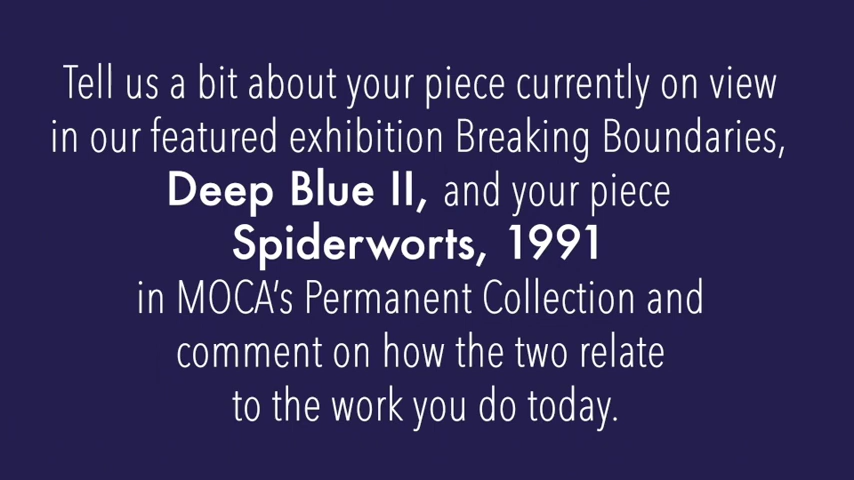 Tell us a bit about your piece currently on view
in our featured exhibition Breaking Boundaries,
Deep Blue II, and your piece
Spiderworts, 1991
in MOCA's Permanent Collection and
comment on how the two relate
to the work you do today.